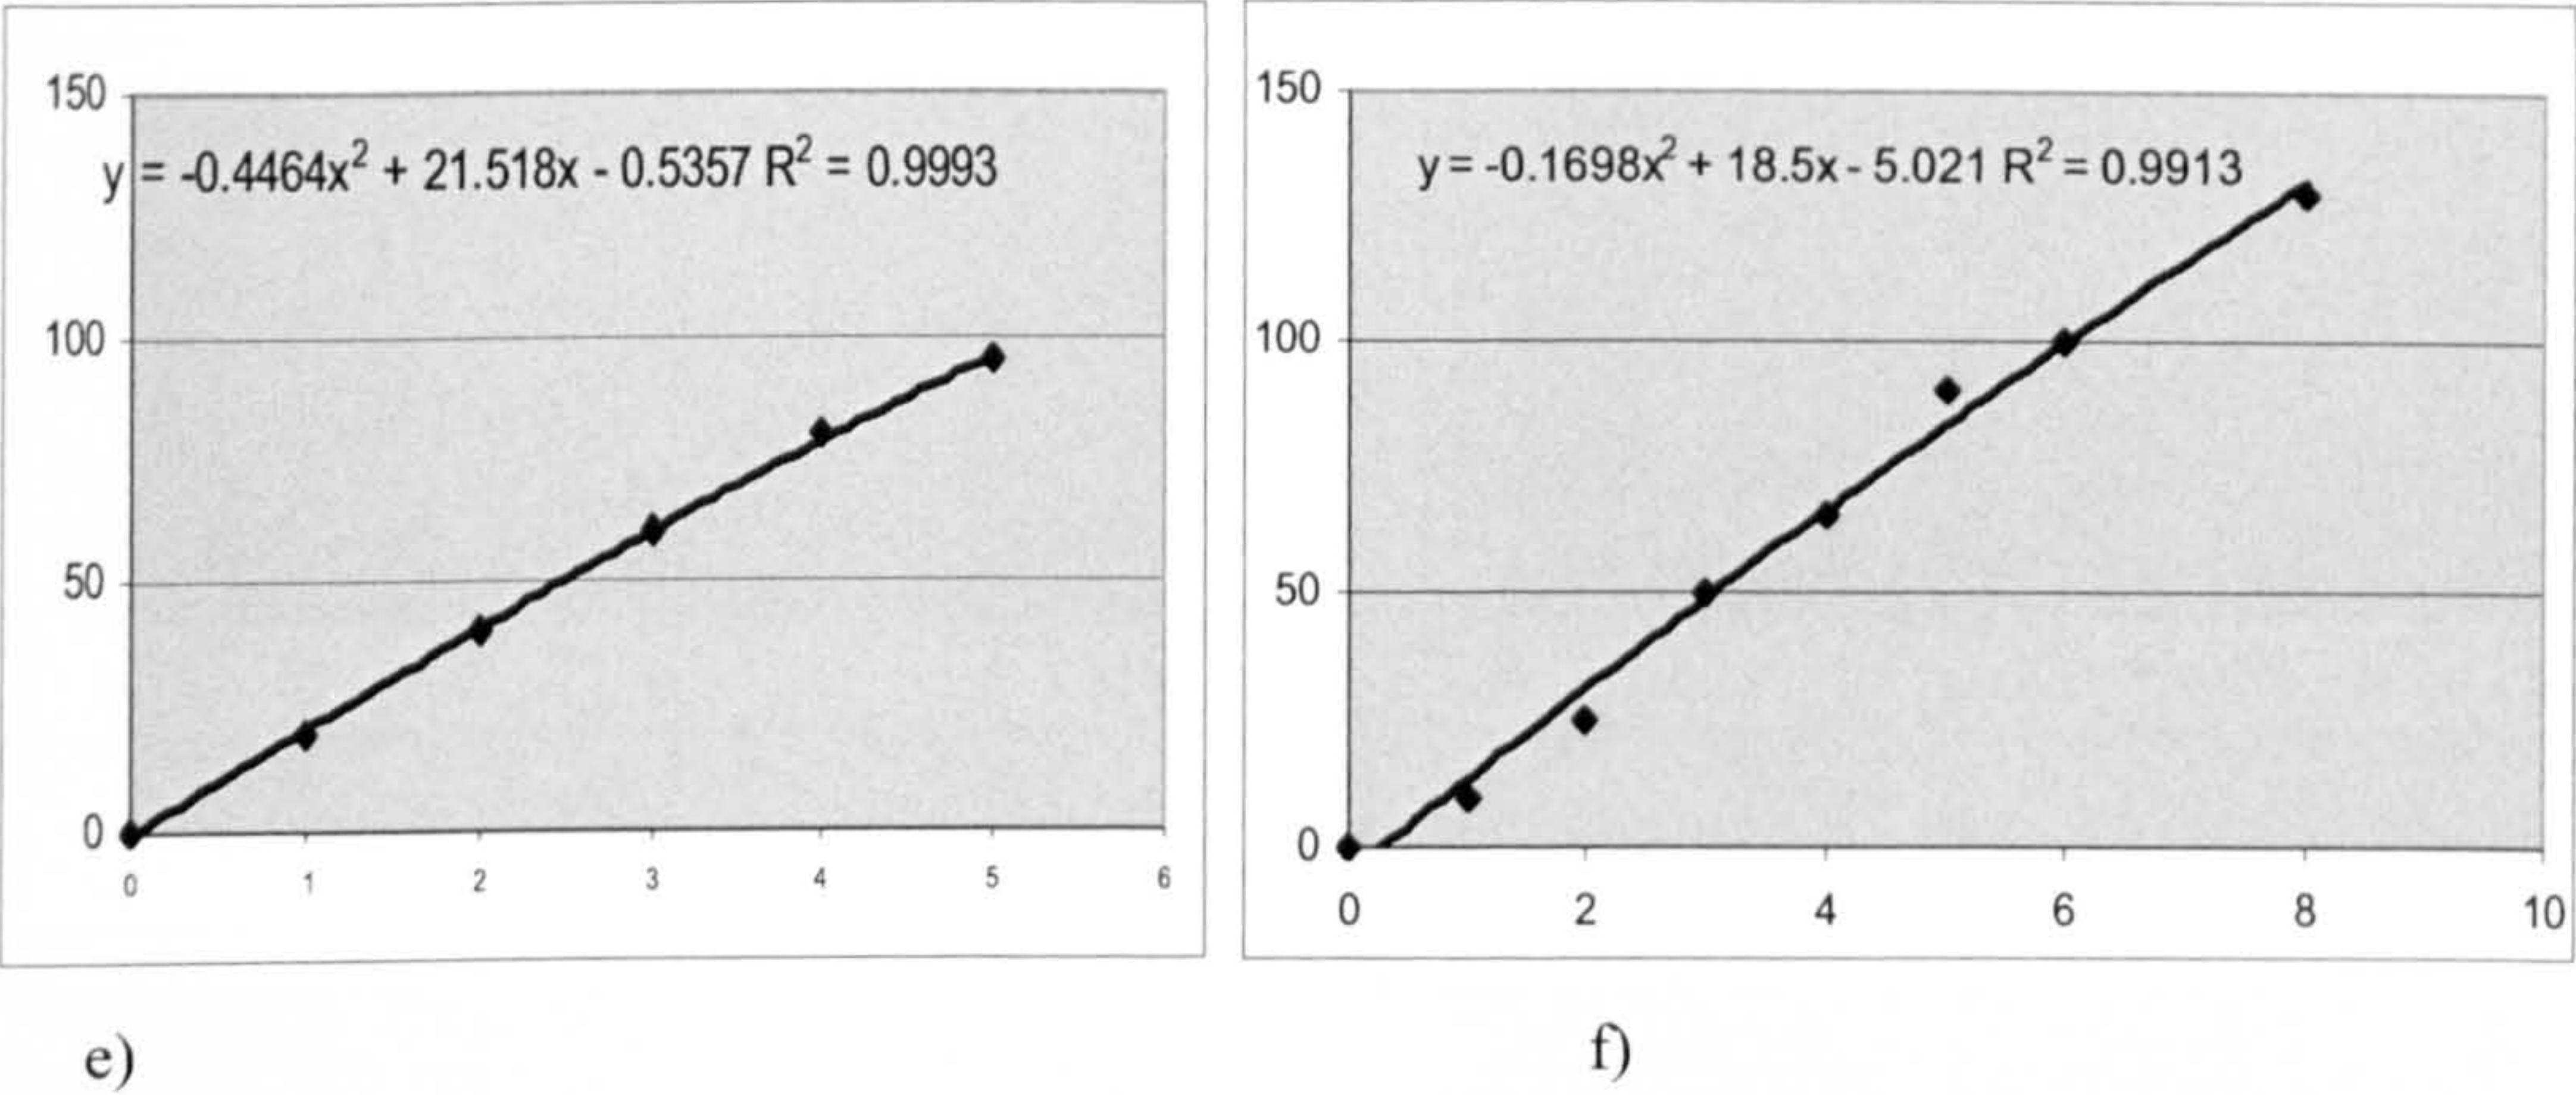 150
y = -0.4464x² + 21.518x - 0.5357 R² = 0.9993
100
50
0
0 1 2 3 4 5 6
150
y = -0.1698x² + 18.5x - 5.021 R² = 0.9913
100
50
0
0 2 4 6 8 10
e)
f)